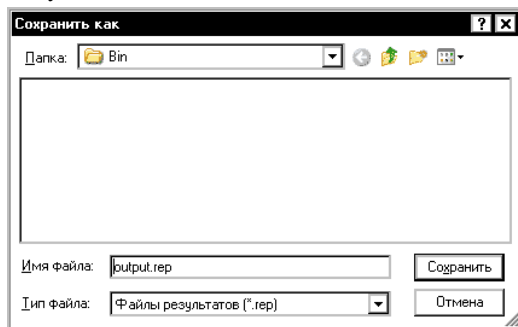 Сохранить как
Папка: Bin
Имя файла: output.rep Сохранить
Тип файла: Файлы результатов (*.rep) Отмена